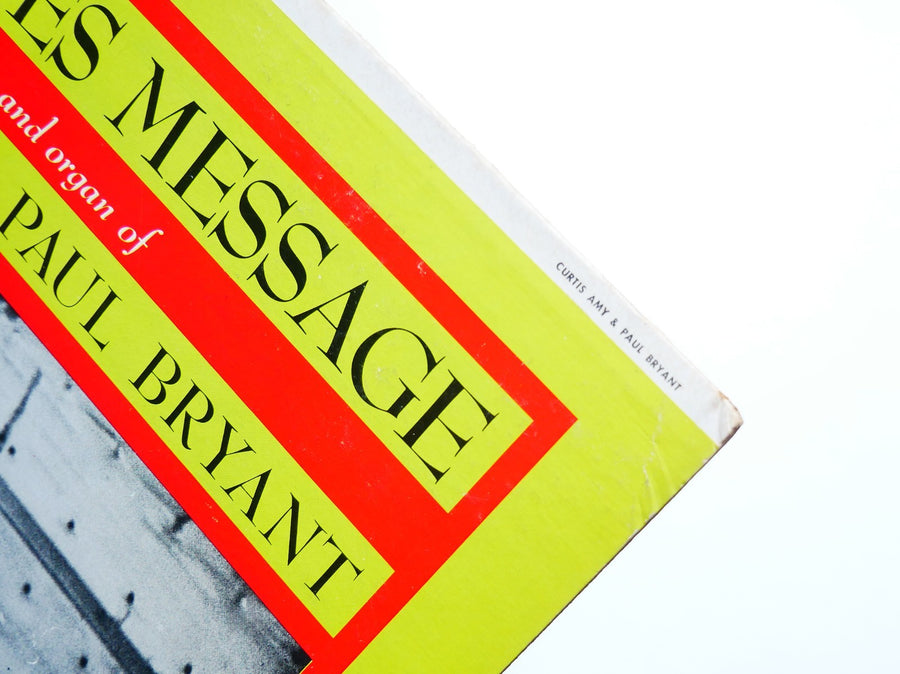 ES MESSAGE
and organ of
PAUL BRYANT
CURTIS AMY & PAUL BRYANT